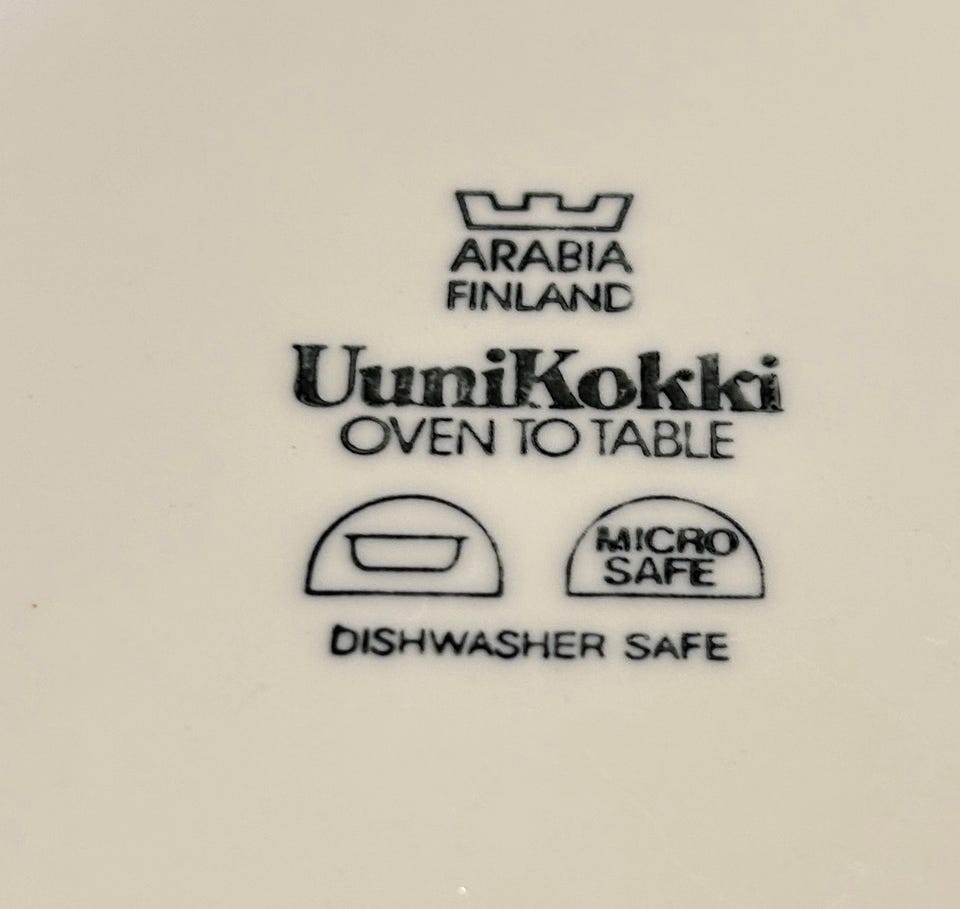 ARABIA
FINLAND
UuniKokki
OVEN TO TABLE
MICRO
SAFE
DISHWASHER SAFE